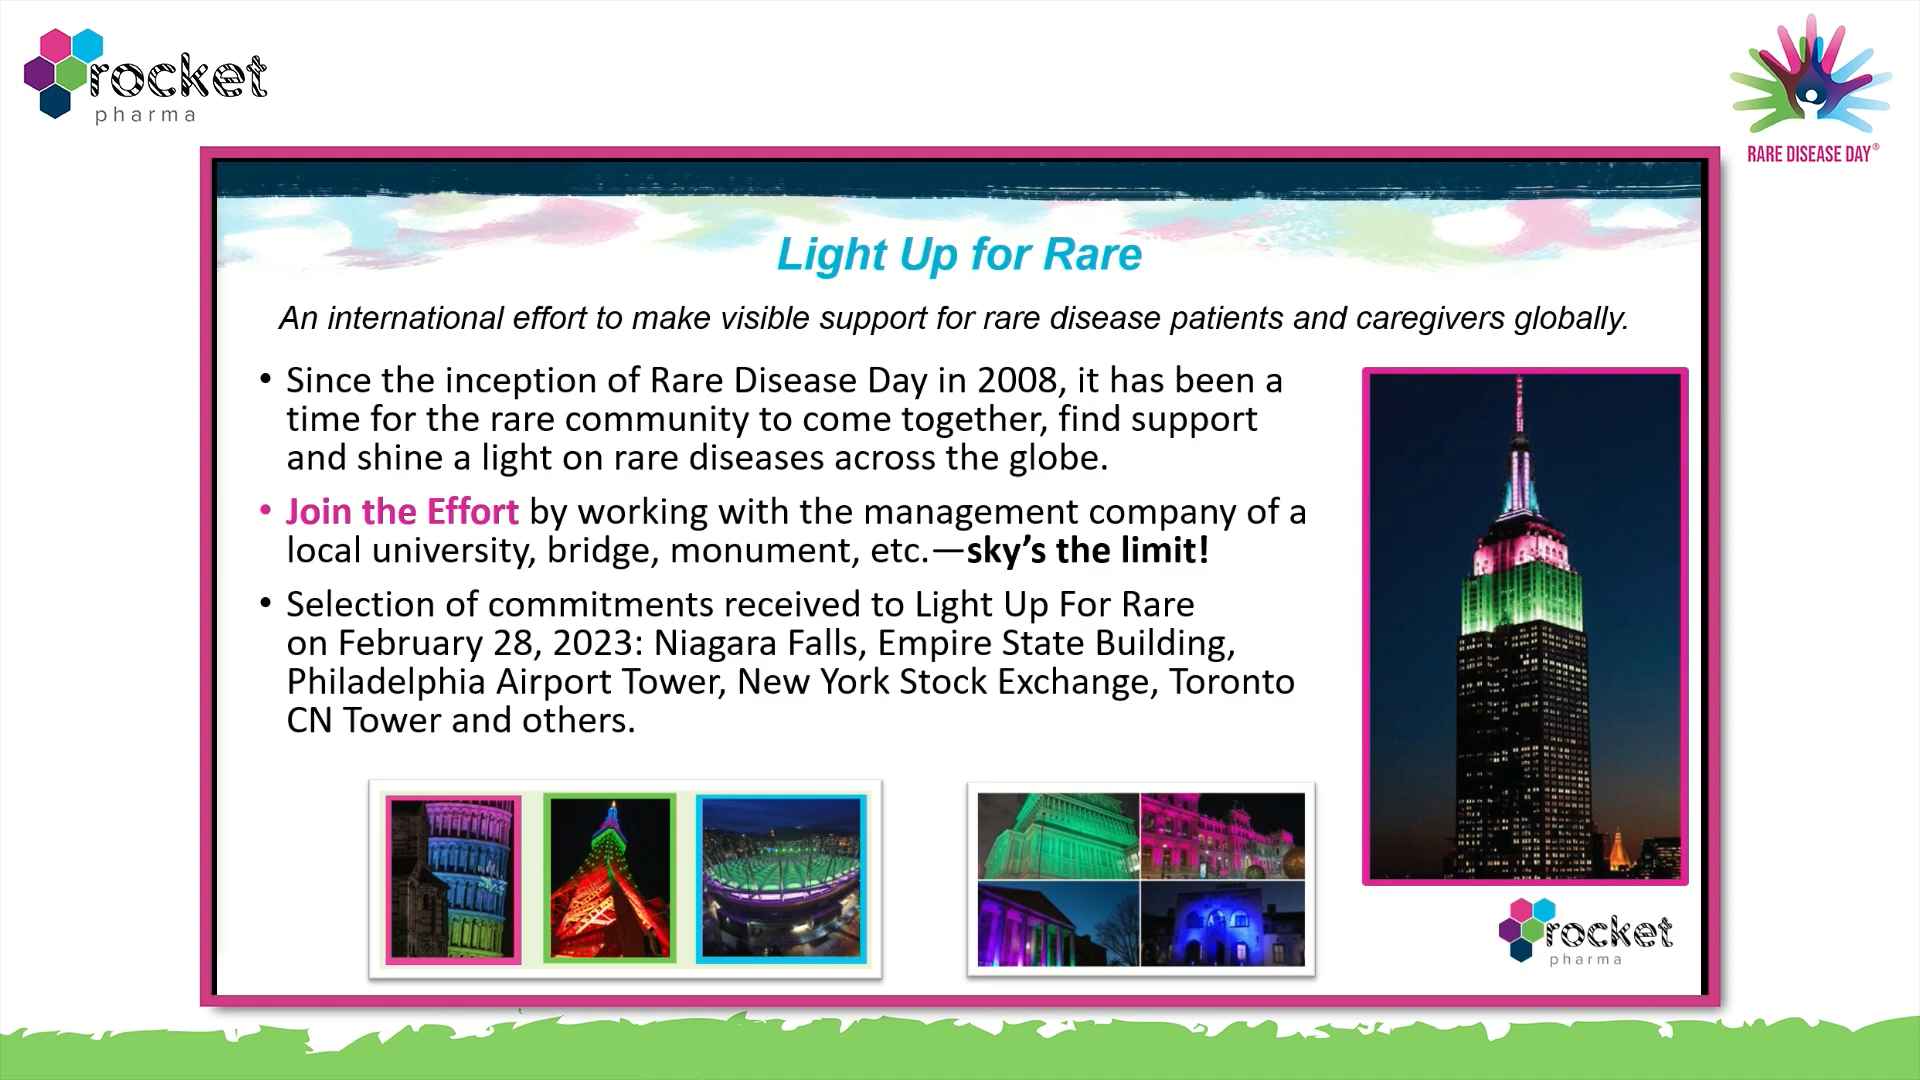 rocket
pharma
RARE DISEASE DAY®
Light Up for Rare
An international effort to make visible support for rare disease patients and caregivers globally.
• Since the inception of Rare Disease Day in 2008, it has been a
time for the rare community to come together, find support
and shine a light on rare diseases across the globe.
• Join the Effort by working with the management company of a
local university, bridge, monument, etc.—sky's the limit!
• Selection of commitments received to Light Up For Rare
on February 28, 2023: Niagara Falls, Empire State Building,
Philadelphia Airport Tower, New York Stock Exchange, Toronto
CN Tower and others.
rocket
pharma